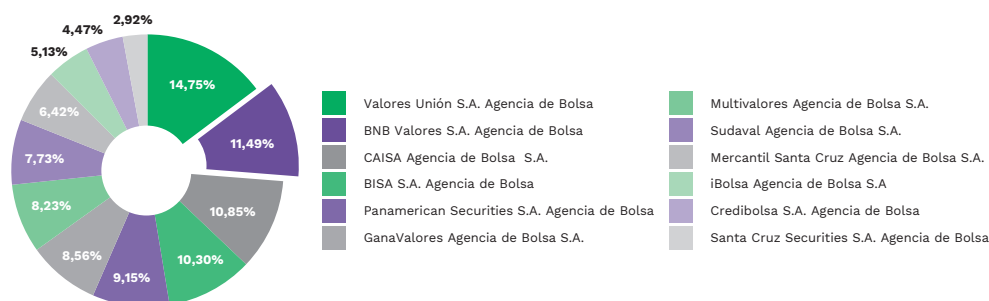 2,92%
4,47%
5,13%
14,75%
6,42%
11,49%
7,73%
8,23%
10,85%
8,56%
10,30%
9,15%
Valores Unión S.A. Agencia de Bolsa
BNB Valores S.A. Agencia de Bolsa
CAISA Agencia de Bolsa S.A.
BISA S.A. Agencia de Bolsa
Panamerican Securities S.A. Agencia de Bolsa
GanaValores Agencia de Bolsa S.A.
Multivalores Agencia de Bolsa S.A.
Sudaval Agencia de Bolsa S.A.
Mercantil Santa Cruz Agencia de Bolsa S.A.
iBolsa Agencia de Bolsa S.A
Credibolsa S.A. Agencia de Bolsa
Santa Cruz Securities S.A. Agencia de Bolsa